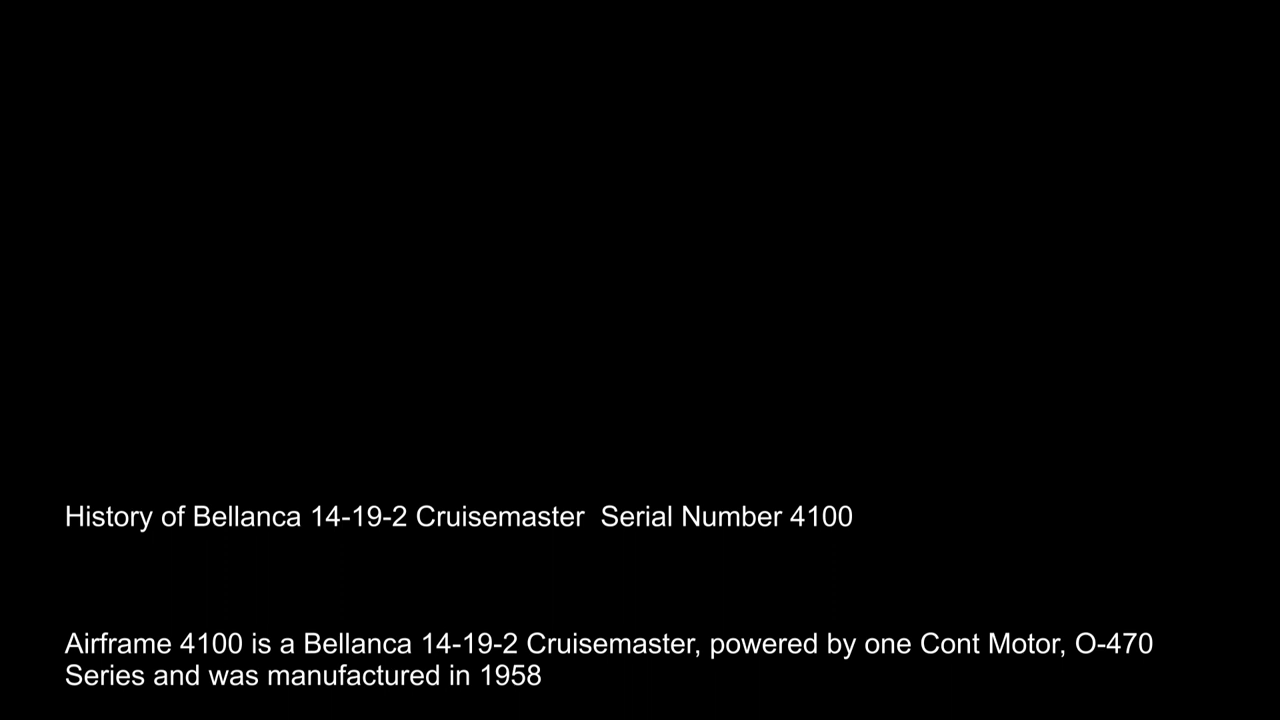 History of Bellanca 14-19-2 Cruisemaster  Serial Number 4100
Airframe 4100 is a Bellanca 14-19-2 Cruisemaster, powered by one Cont Motor, O-470
Series and was manufactured in 1958